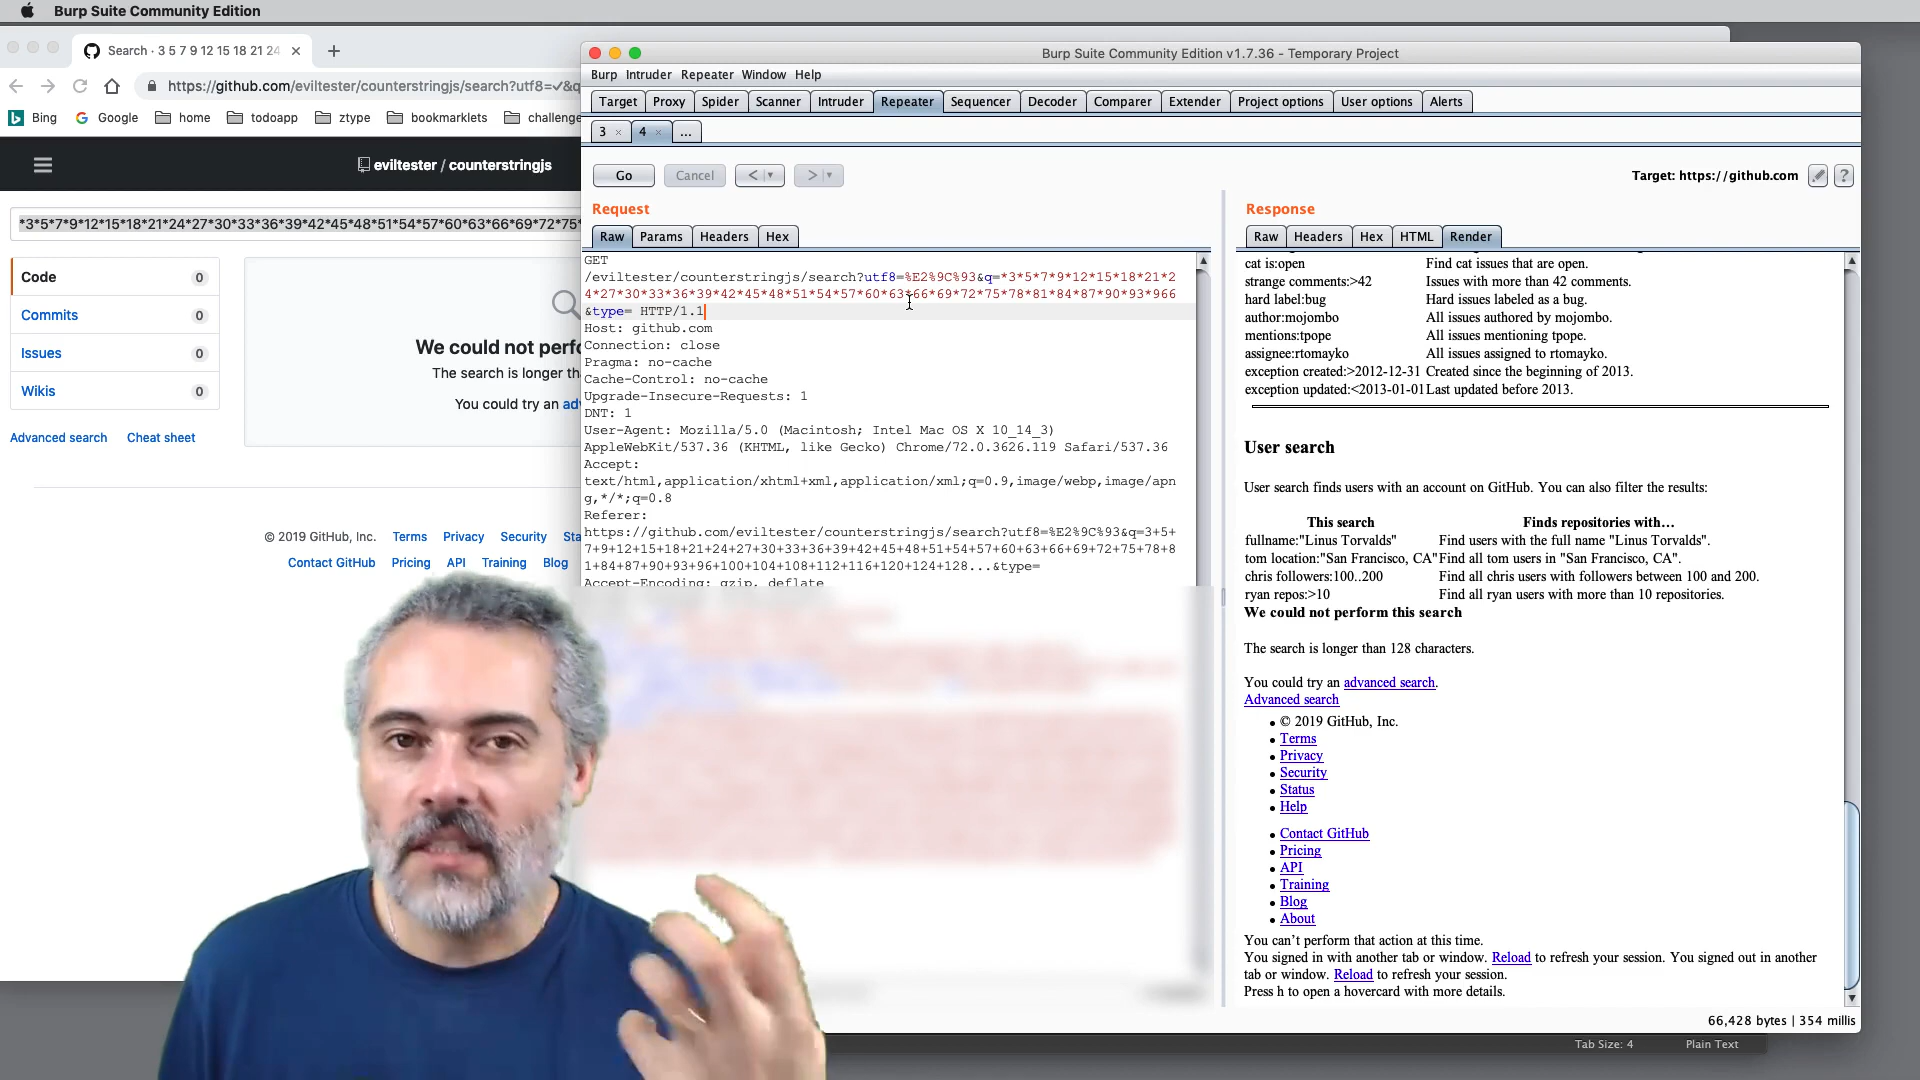 Burp Suite Community Edition
Search · 3 5 7 9 12 15 18 21 24
https://github.com/eviltester/counterstringjs/search?utf8=✓&q
Bing Google home todoapp ztype bookmarklets challenge
eviltester / counterstringjs
*3*5*7*9*12*15*18*21*24*27*30*33*36*39*42*45*48*51*54*57*60*63*66*69*72*75*
Code 0
Commits 0
Issues 0
Wikis 0
Advanced search Cheat sheet
We could not perf
The search is longer th
You could try an adv
© 2019 GitHub, Inc. Terms Privacy Security Sta
Contact GitHub Pricing API Training Blog
Burp Suite Community Edition v1.7.36 - Temporary Project
Burp Intruder Repeater Window Help
Target Proxy Spider Scanner Intruder Repeater Sequencer Decoder Comparer Extender Project options User options Alerts
3 × 4 × ...
Go Cancel < > Target: https://github.com ?
Request
Raw Params Headers Hex
GET
/eviltester/counterstringjs/search?utf8=%E2%9C%93&q=*3*5*7*9*12*15*18*21*2
4*27*30*33*36*39*42*45*48*51*54*57*60*63*66*69*72*75*78*81*84*87*90*93*966
&type= HTTP/1.1
Host: github.com
Connection: close
Pragma: no-cache
Cache-Control: no-cache
Upgrade-Insecure-Requests: 1
DNT: 1
User-Agent: Mozilla/5.0 (Macintosh; Intel Mac OS X 10_14_3)
AppleWebKit/537.36 (KHTML, like Gecko) Chrome/72.0.3626.119 Safari/537.36
Accept:
text/html,application/xhtml+xml,application/xml;q=0.9,image/webp,image/apn
g,*/*;q=0.8
Referer:
https://github.com/eviltester/counterstringjs/search?utf8=%E2%9C%93&q=3+5+
7+9+12+15+18+21+24+27+30+33+36+39+42+45+48+51+54+57+60+63+66+69+72+75+78+8
1+84+87+90+93+96+100+104+108+112+116+120+124+128...&type=
Accept-Encoding: gzip, deflate
Response
Raw Headers Hex HTML Render
cat is:open Find cat issues that are open.
strange comments:>42 Issues with more than 42 comments.
hard label:bug Hard issues labeled as a bug.
author:mojombo All issues authored by mojombo.
mentions:tpope All issues mentioning tpope.
assignee:rtomayko All issues assigned to rtomayko.
exception created:>2012-12-31 Created since the beginning of 2013.
exception updated:<2013-01-01 Last updated before 2013.
User search
User search finds users with an account on GitHub. You can also filter the results:
This search Finds repositories with…
fullname:"Linus Torvalds" Find users with the full name "Linus Torvalds".
tom location:"San Francisco, CA" Find all tom users in "San Francisco, CA".
chris followers:100..200 Find all chris users with followers between 100 and 200.
ryan repos:>10 Find all ryan users with more than 10 repositories.
We could not perform this search
The search is longer than 128 characters.
You could try an advanced search.
Advanced search
• © 2019 GitHub, Inc.
• Terms
• Privacy
• Security
• Status
• Help
• Contact GitHub
• Pricing
• API
• Training
• Blog
• About
You can't perform that action at this time.
You signed in with another tab or window. Reload to refresh your session. You signed out in another
tab or window. Reload to refresh your session.
Press h to open a hovercard with more details.
66,428 bytes | 354 millis
Tab Size: 4 Plain Text